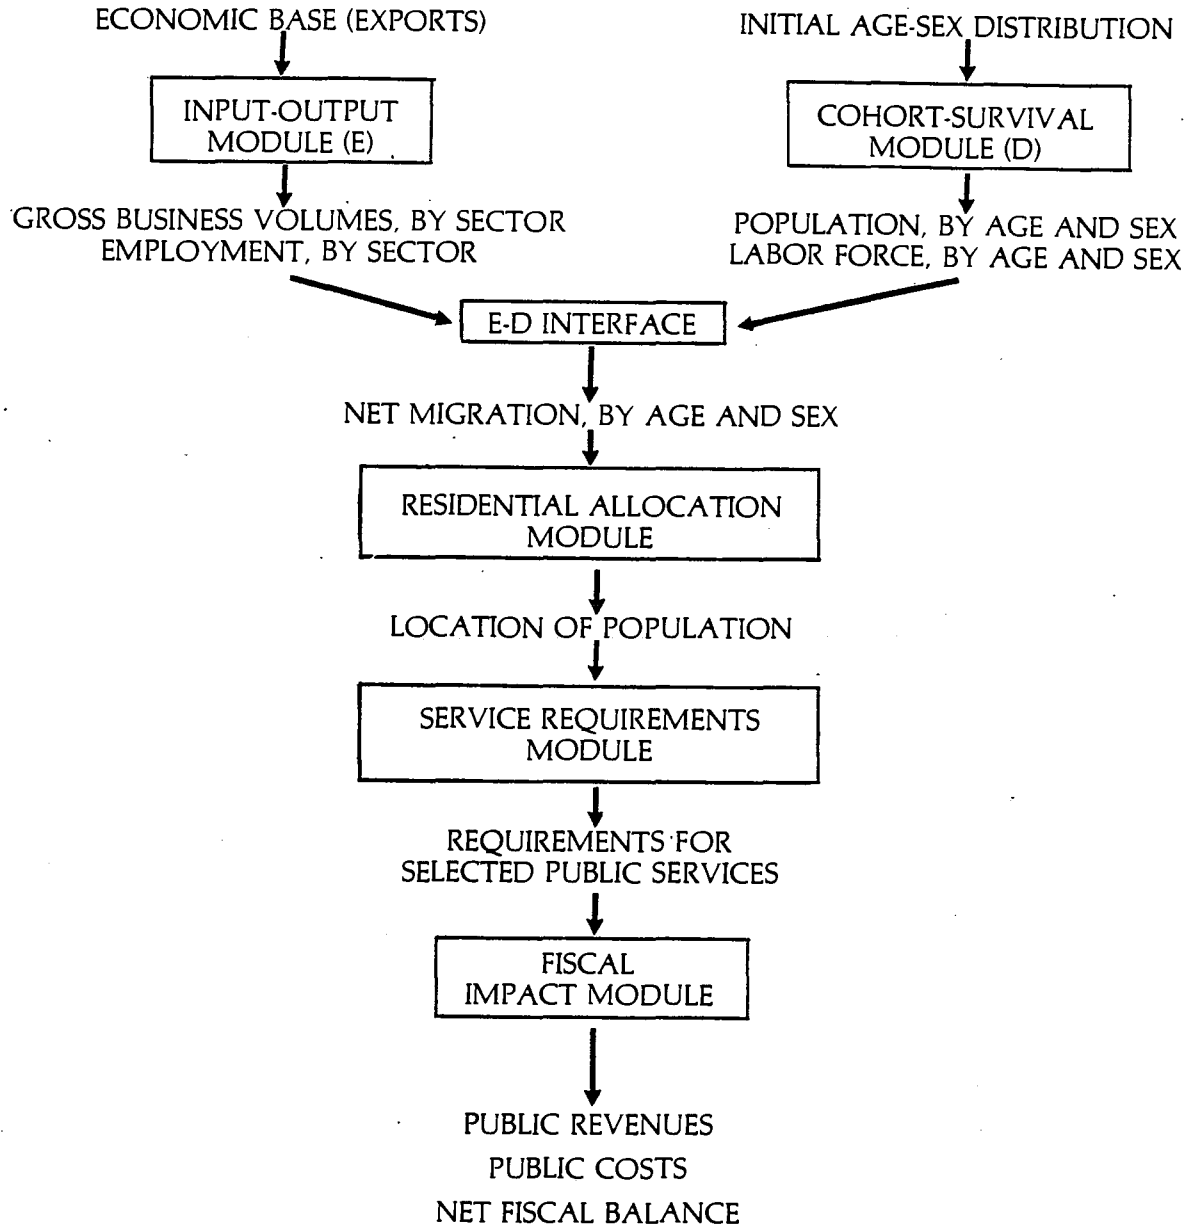 ECONOMIC BASE (EXPORTS)
INPUT-OUTPUT
MODULE (E)
GROSS BUSINESS VOLUMES, BY SECTOR
EMPLOYMENT, BY SECTOR
INITIAL AGE-SEX DISTRIBUTION
COHORT-SURVIVAL
MODULE (D)
POPULATION, BY AGE AND SEX
LABOR FORCE, BY AGE AND SEX
E-D INTERFACE
NET MIGRATION, BY AGE AND SEX
RESIDENTIAL ALLOCATION
MODULE
LOCATION OF POPULATION
SERVICE REQUIREMENTS
MODULE
REQUIREMENTS FOR
SELECTED PUBLIC SERVICES
FISCAL
IMPACT MODULE
PUBLIC REVENUES
PUBLIC COSTS
NET FISCAL BALANCE